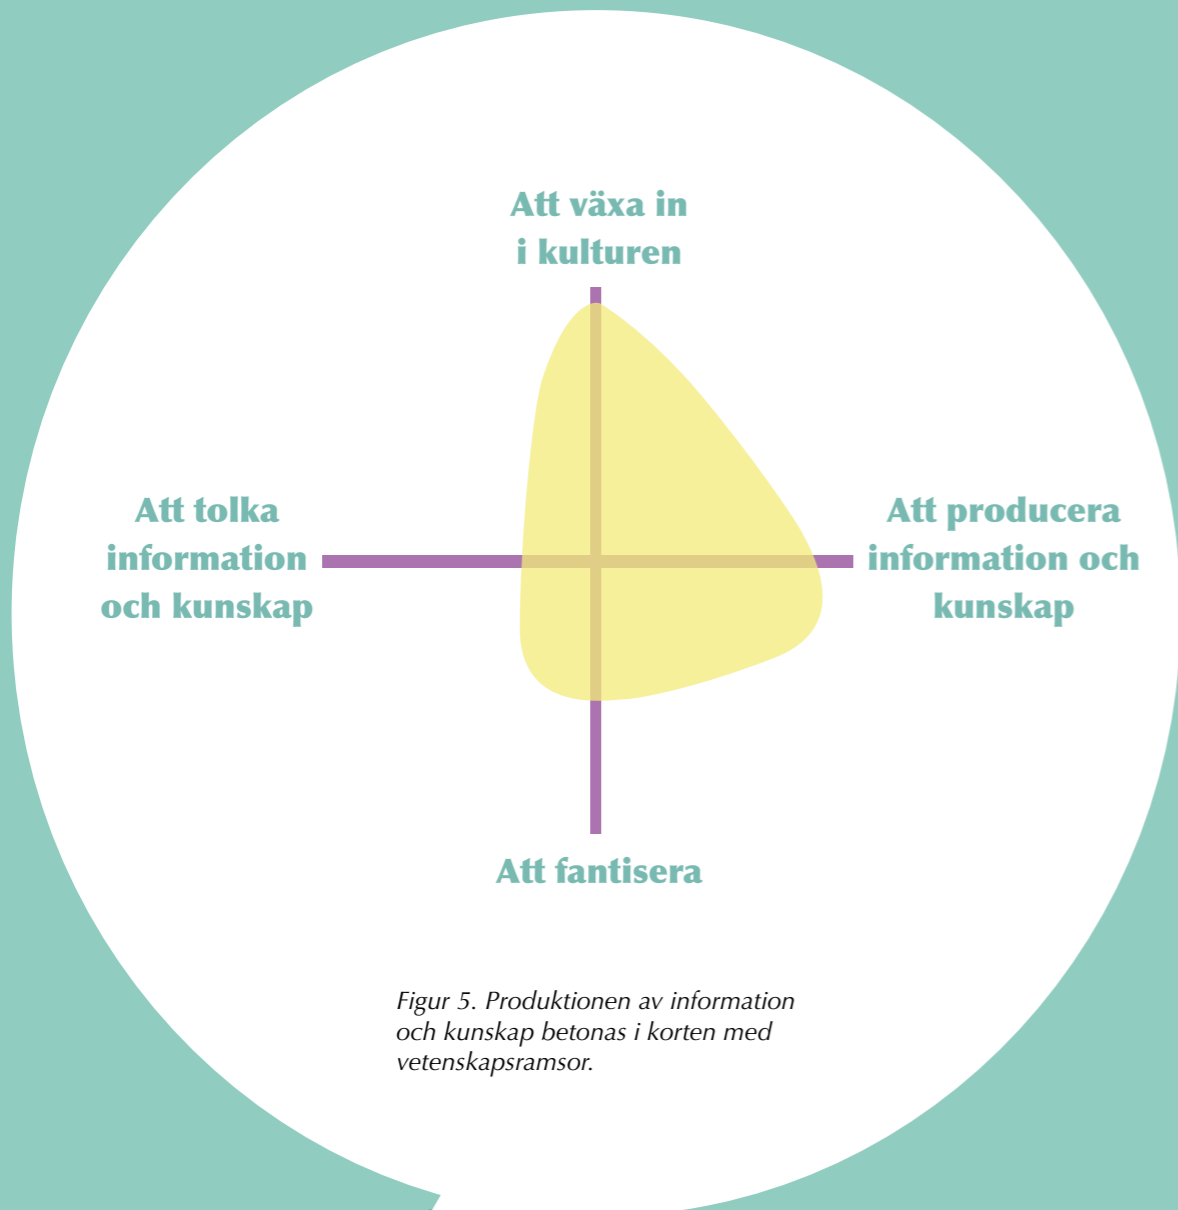 Att växa in
i kulturen
Att tolka
information
och kunskap
Att producera
information och
kunskap
Att fantisera
Figur 5. Produktionen av information
och kunskap betonas i korten med
vetenskapsramsor.